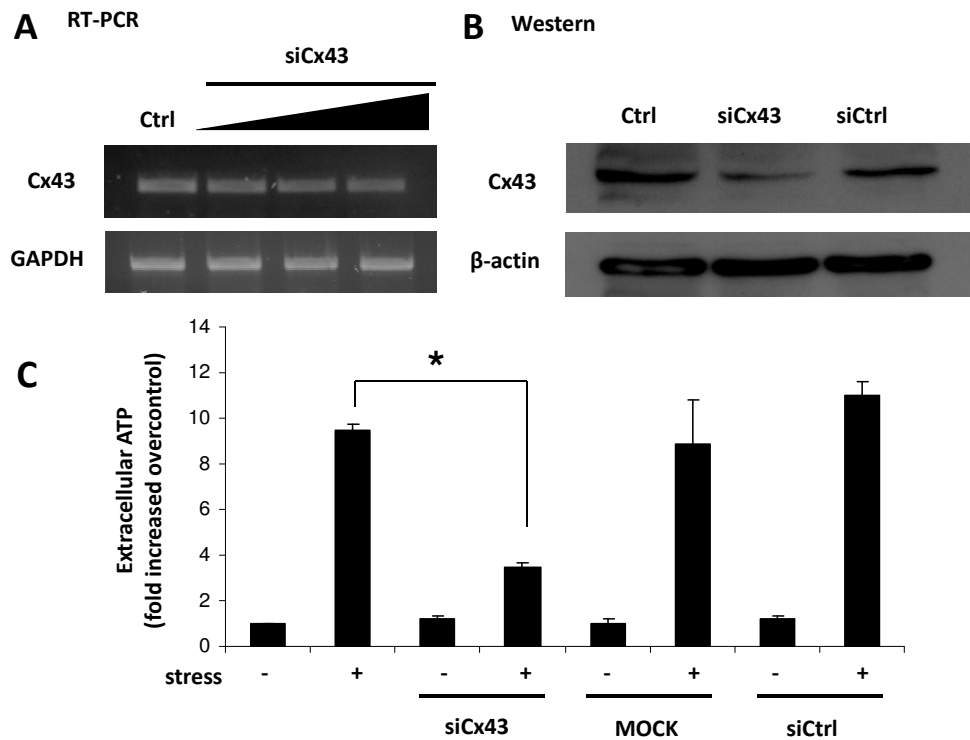 A RT-PCR
siCx43
Ctrl
Cx43
GAPDH
B Western
Ctrl siCx43 siCtrl
Cx43
β-actin
C
Extracellular ATP
(fold increased overcontrol)
14
12
10
8
6
4
2
0
*
stress - + - + - + - +
siCx43 MOCK siCtrl